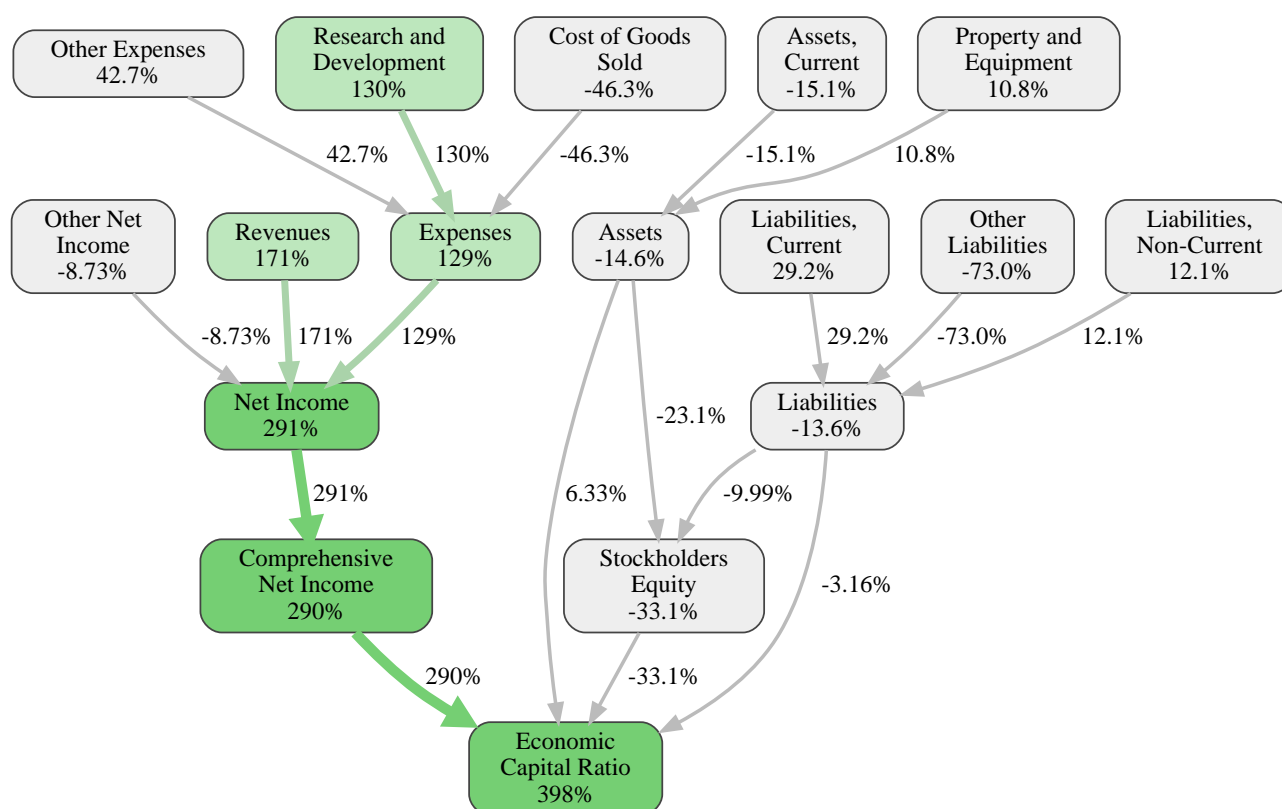 Other Expenses
42.7%
Research and
Development
130%
Cost of Goods
Sold
-46.3%
Assets,
Current
-15.1%
Property and
Equipment
10.8%
42.7%
130%
-46.3%
-15.1%
10.8%
Other Net
Income
-8.73%
Revenues
171%
Expenses
129%
Assets
-14.6%
Liabilities,
Current
29.2%
Other
Liabilities
-73.0%
Liabilities,
Non-Current
12.1%
-8.73%
171%
129%
29.2%
-73.0%
12.1%
Net Income
291%
-23.1%
Liabilities
-13.6%
291%
6.33%
-9.99%
Comprehensive
Net Income
290%
Stockholders
Equity
-33.1%
-3.16%
290%
-33.1%
Economic
Capital Ratio
398%